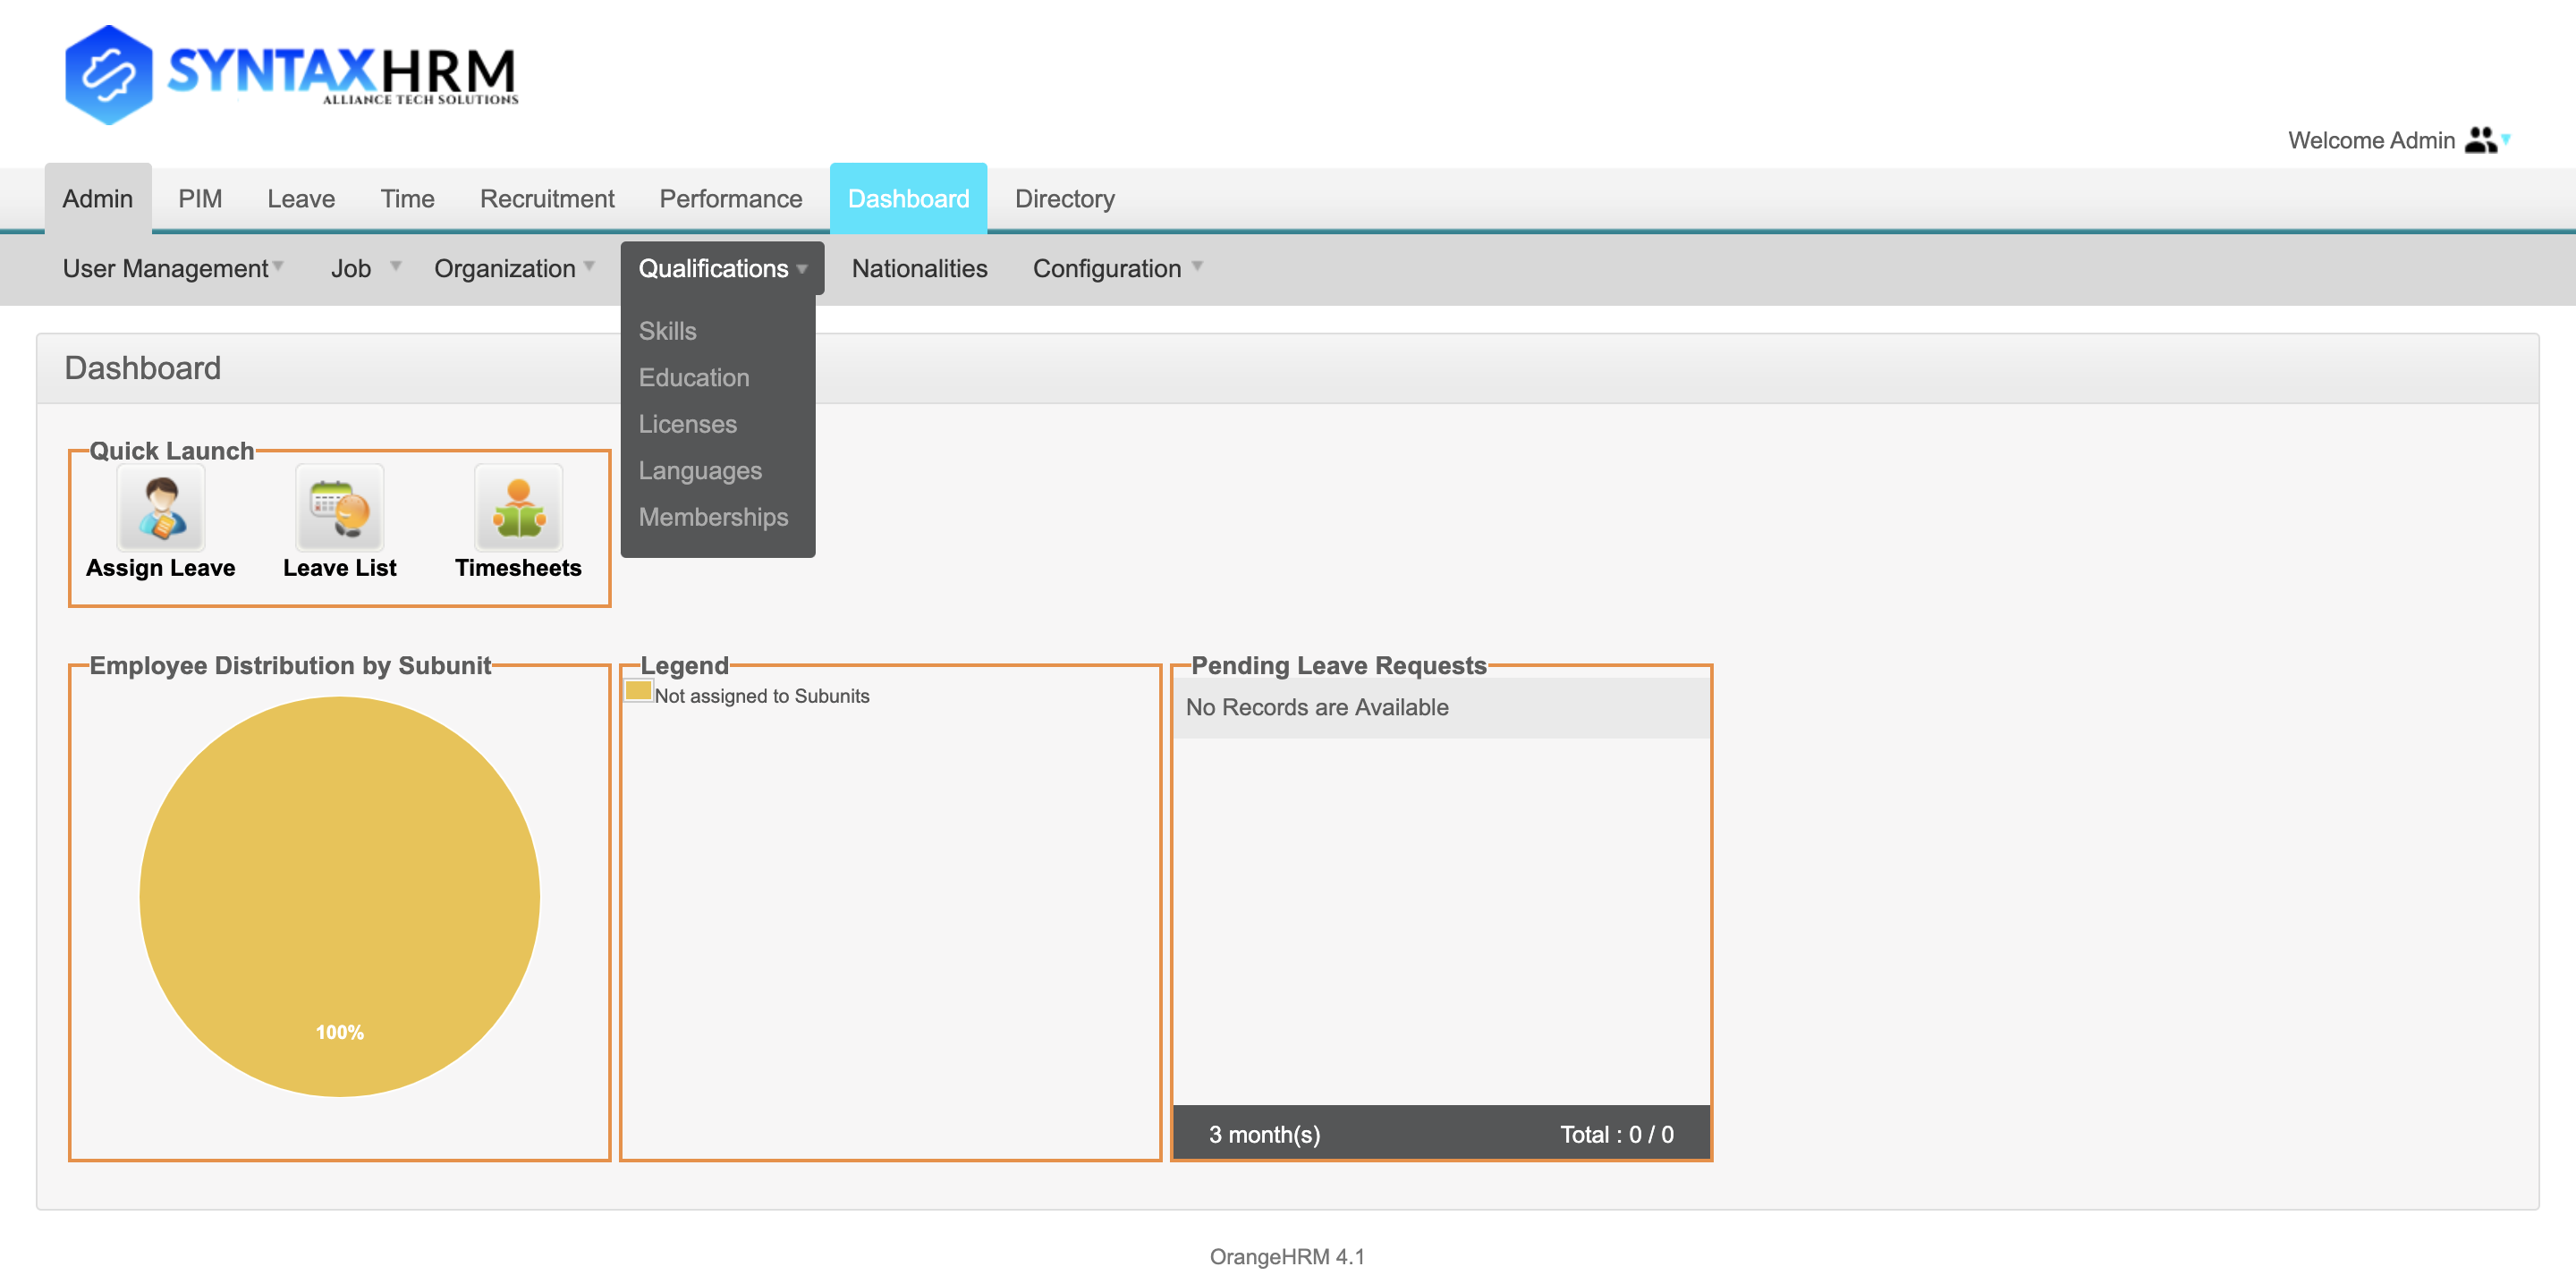 SYNTAXHRM
ALLIANCE TECH SOLUTIONS
Welcome Admin
Admin PIM Leave Time Recruitment Performance Dashboard Directory
User Management Job Organization Qualifications Nationalities Configuration
Skills
Education
Licenses
Languages
Memberships
Dashboard
Quick Launch
Assign Leave Leave List Timesheets
Employee Distribution by Subunit
100%
Legend
Not assigned to Subunits
Pending Leave Requests
No Records are Available
3 month(s) Total : 0 / 0
OrangeHRM 4.1